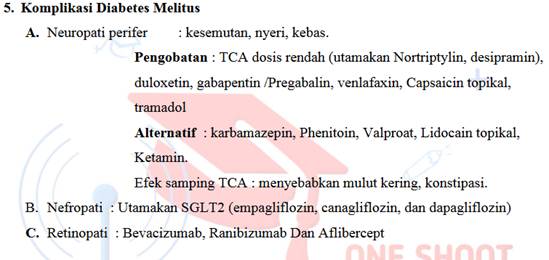 5. Komplikasi Diabetes Melitus
A. Neuropati perifer : kesemutan, nyeri, kebas.
Pengobatan : TCA dosis rendah (utamakan Nortriptylin, desipramin),
duloxetin, gabapentin /Pregabalin, venlafaxin, Capsaicin topikal,
tramadol
Alternatif : karbamazepin, Phenitoin, Valproat, Lidocain topikal,
Ketamin.
Efek samping TCA : menyebabkan mulut kering, konstipasi.
B. Nefropati : Utamakan SGLT2 (empagliflozin, canagliflozin, dan dapagliflozin)
C. Retinopati : Bevacizumab, Ranibizumab Dan Aflibercept
ONE SHOOT